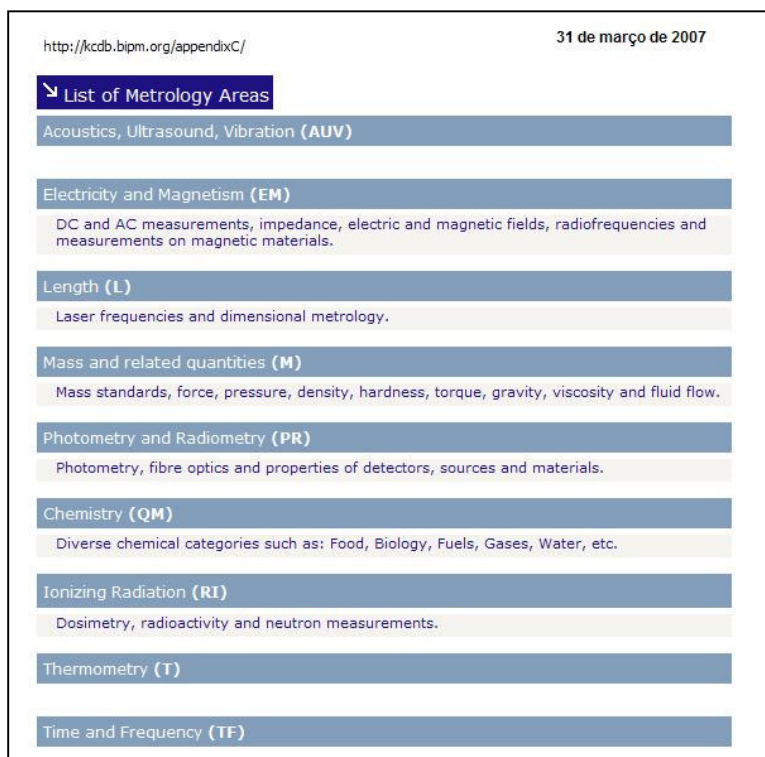 http://kcdb.bipm.org/appendixC/
31 de março de 2007
List of Metrology Areas
Acoustics, Ultrasound, Vibration (AUV)
Electricity and Magnetism (EM)
DC and AC measurements, impedance, electric and magnetic fields, radiofrequencies and
measurements on magnetic materials.
Length (L)
Laser frequencies and dimensional metrology.
Mass and related quantities (M)
Mass standards, force, pressure, density, hardness, torque, gravity, viscosity and fluid flow.
Photometry and Radiometry (PR)
Photometry, fibre optics and properties of detectors, sources and materials.
Chemistry (QM)
Diverse chemical categories such as: Food, Biology, Fuels, Gases, Water, etc.
Ionizing Radiation (RI)
Dosimetry, radioactivity and neutron measurements.
Thermometry (T)
Time and Frequency (TF)